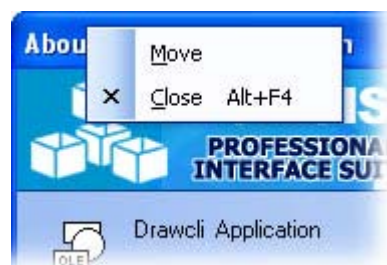 Abou
Move
Close Alt+F4
PROFESSIONA
INTERFACE SUI
Drawcli Application
OLE